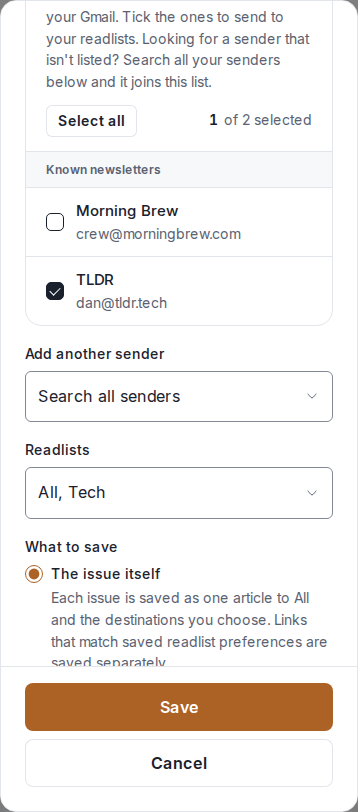 your Gmail. Tick the ones to send to
your readlists. Looking for a sender that
isn't listed? Search all your senders
below and it joins this list.
Select all
1 of 2 selected
Known newsletters
Morning Brew
crew@morningbrew.com
TLDR
dan@tldr.tech
Add another sender
Search all senders
Readlists
All, Tech
What to save
The issue itself
Each issue is saved as one article to All
and the destinations you choose. Links
that match saved readlist preferences are
saved separately.
Save
Cancel